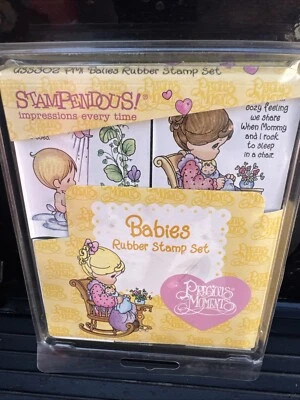 USSS02 PM Babies Rubber Stamp Set
STAMPENDOUS!®
impressions every time
cozy feeling
we share
When Mommy
and I rock
to sleep
in a chair.
Babies
Rubber Stamp Set
Precious
Moments